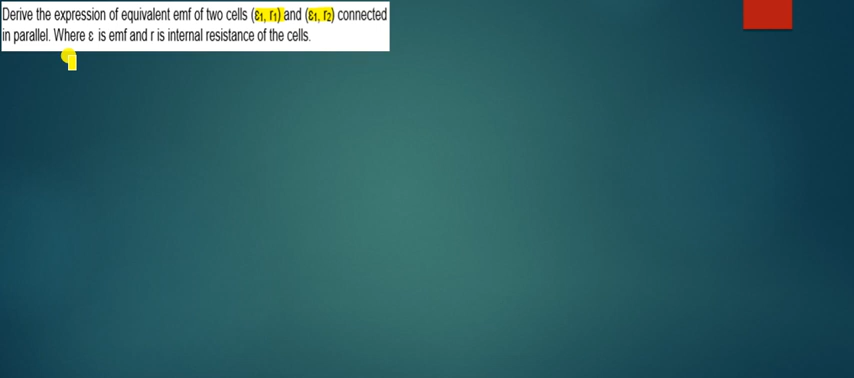 Derive the expression of equivalent emf of two cells (ε₁, r₁) and (ε₁, r₂) connected
in parallel. Where ε is emf and r is internal resistance of the cells.